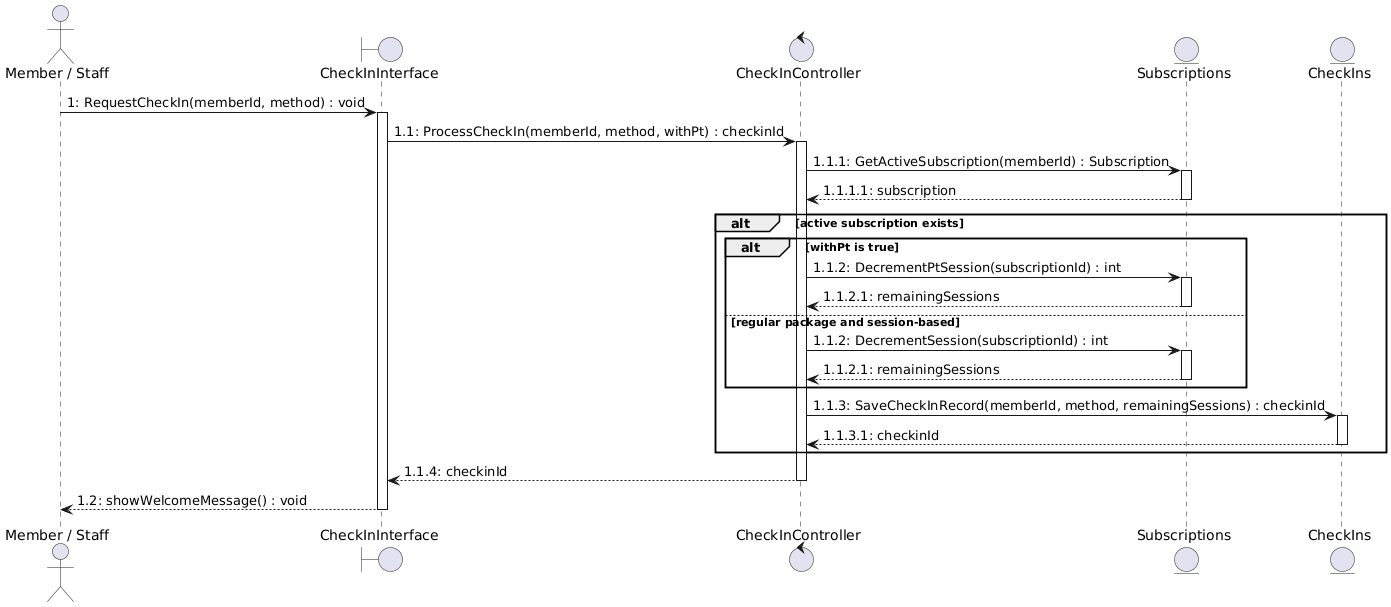 Member / Staff
CheckInInterface
CheckInController
Subscriptions
CheckIns
1: RequestCheckIn(memberId, method) : void
1.1: ProcessCheckIn(memberId, method, withPt) : checkinId
1.1.1: GetActiveSubscription(memberId) : Subscription
1.1.1.1: subscription
alt [active subscription exists]
alt [withPt is true]
1.1.2: DecrementPtSession(subscriptionId) : int
1.1.2.1: remainingSessions
[regular package and session-based]
1.1.2: DecrementSession(subscriptionId) : int
1.1.2.1: remainingSessions
1.1.3: SaveCheckInRecord(memberId, method, remainingSessions) : checkinId
1.1.3.1: checkinId
1.1.4: checkinId
1.2: showWelcomeMessage() : void
Member / Staff
CheckInInterface
CheckInController
Subscriptions
CheckIns